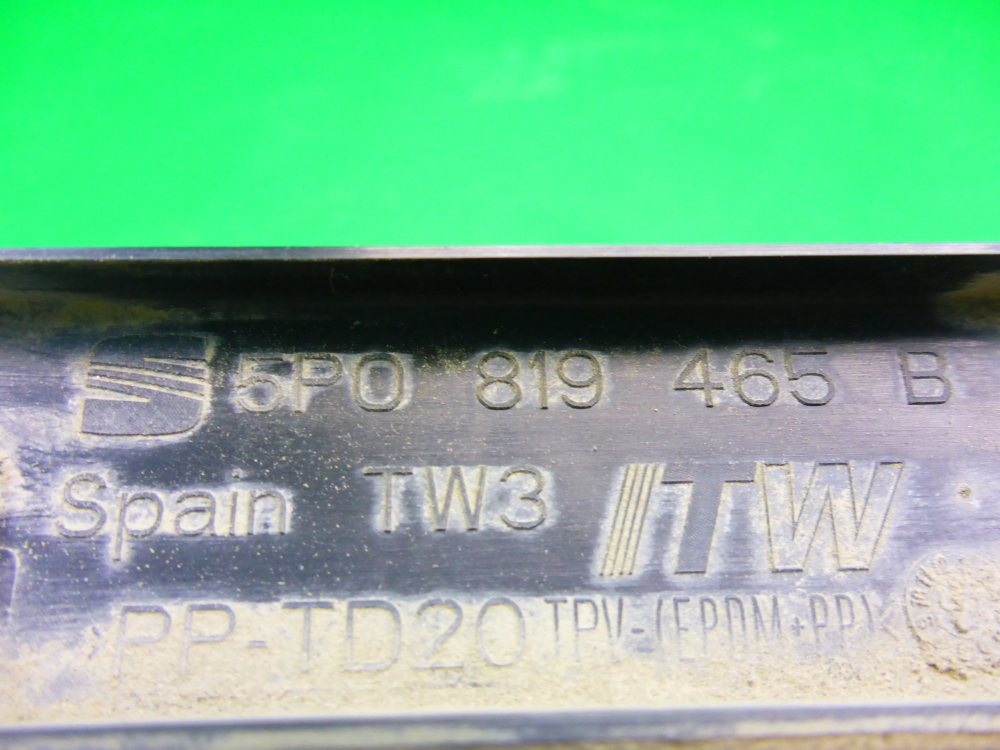 5P0 819 465 B
Spain TW3 ITW
>PP-TD20 TPV-(EPDM+PP)<